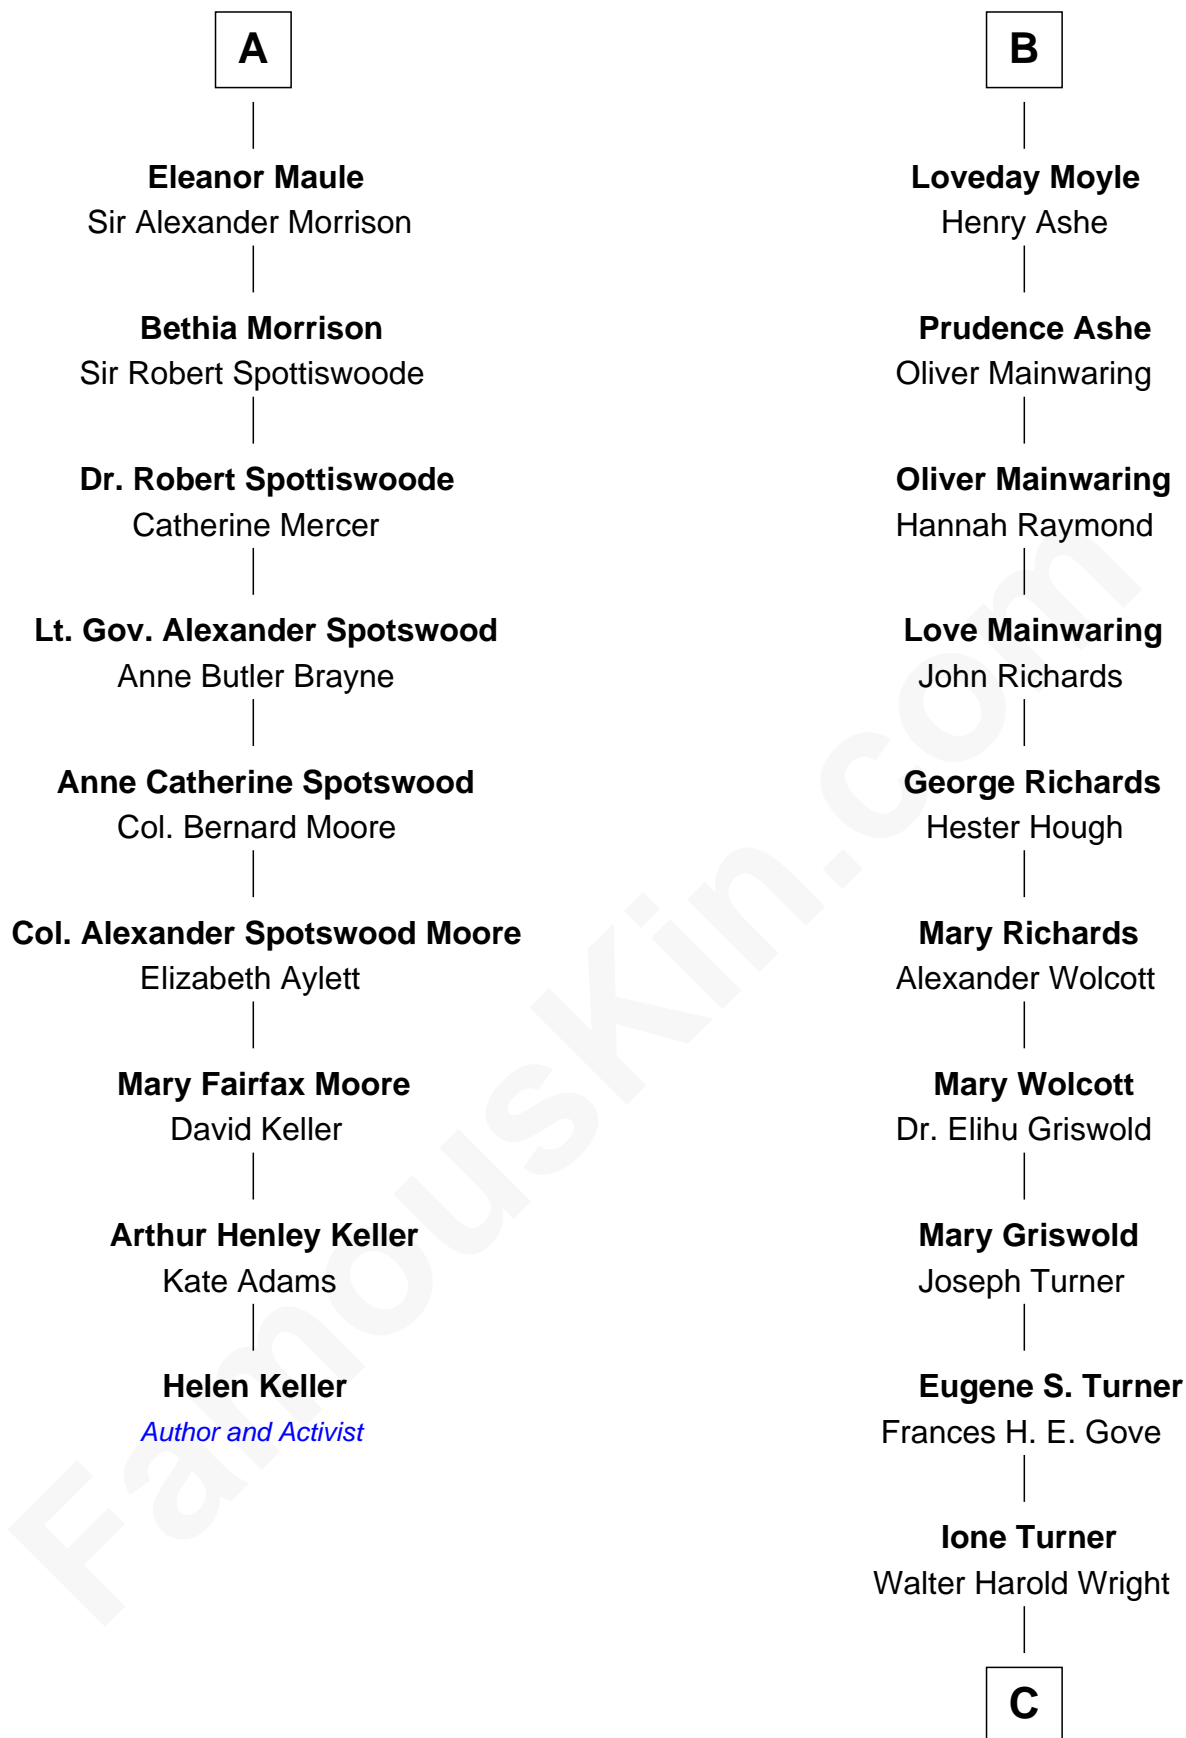 A
Eleanor Maule
Sir Alexander Morrison
Bethia Morrison
Sir Robert Spottiswoode
Dr. Robert Spottiswoode
Catherine Mercer
Lt. Gov. Alexander Spotswood
Anne Butler Brayne
Anne Catherine Spotswood
Col. Bernard Moore
Col. Alexander Spotswood Moore
Elizabeth Aylett
Mary Fairfax Moore
David Keller
Arthur Henley Keller
Kate Adams
Helen Keller
Author and Activist
B
Loveday Moyle
Henry Ashe
Prudence Ashe
Oliver Mainwaring
Oliver Mainwaring
Hannah Raymond
Love Mainwaring
John Richards
George Richards
Hester Hough
Mary Richards
Alexander Wolcott
Mary Wolcott
Dr. Elihu Griswold
Mary Griswold
Joseph Turner
Eugene S. Turner
Frances H. E. Gove
Ione Turner
Walter Harold Wright
C
FamousKin.com